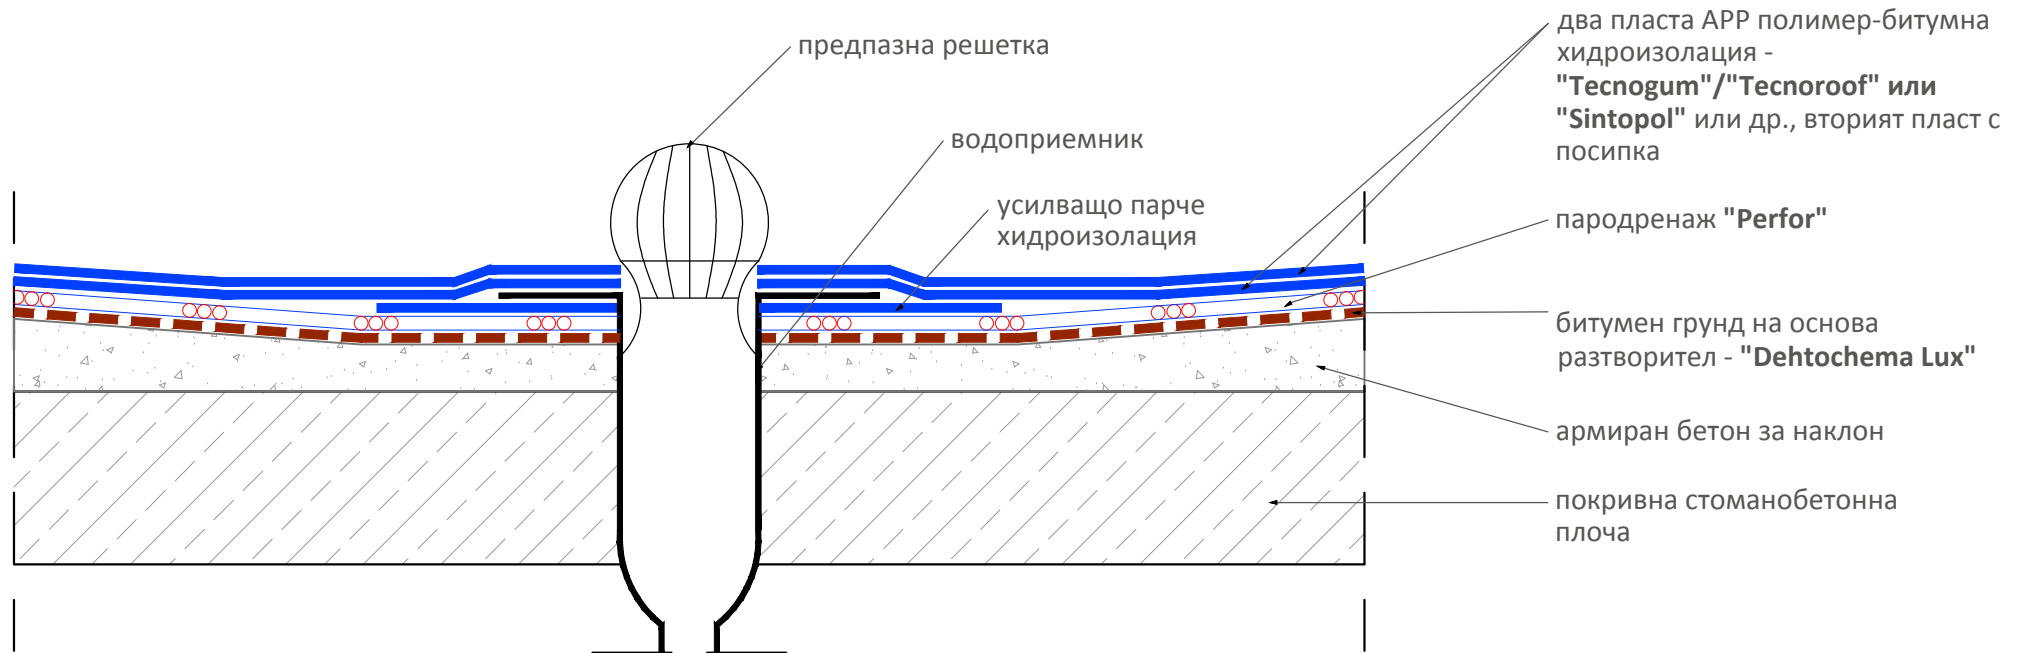 предпазна решетка
водоприемник
усилващо парче
хидроизолация
два пласта АРР полимер-битумна
хидроизолация -
"Tecnogum"/"Tecnoroof" или
"Sintopol" или др., вторият пласт с
посипка
пародренаж "Perfor"
битумен грунд на основа
разтворител - "Dehtochema Lux"
армиран бетон за наклон
покривна стоманобетонна
плоча